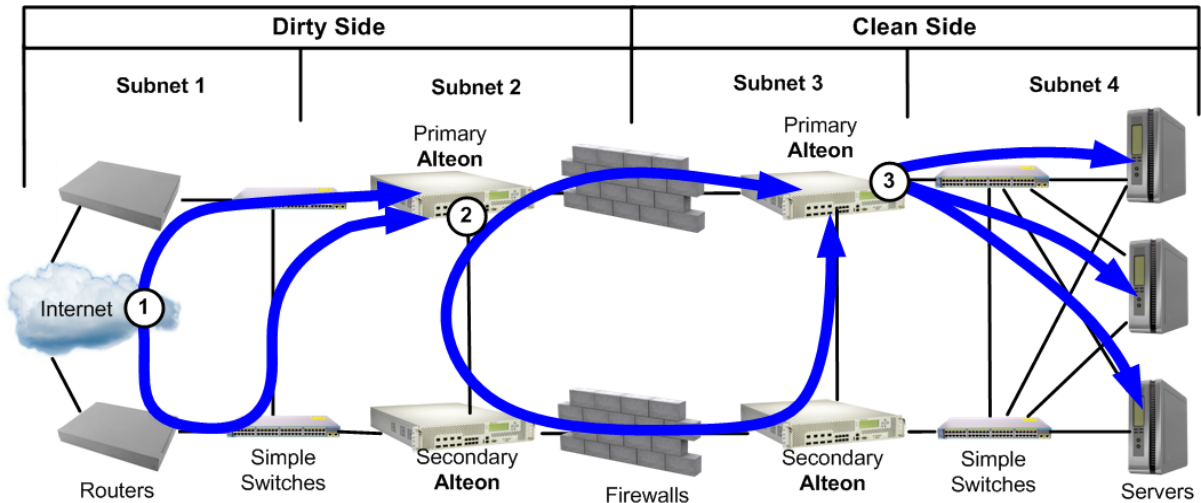 Dirty Side
Clean Side
Subnet 1
Subnet 2
Subnet 3
Subnet 4
Primary
Alteon
Primary
Alteon
2
3
Internet
1
Routers
Simple
Switches
Secondary
Alteon
Firewalls
Secondary
Alteon
Simple
Switches
Servers